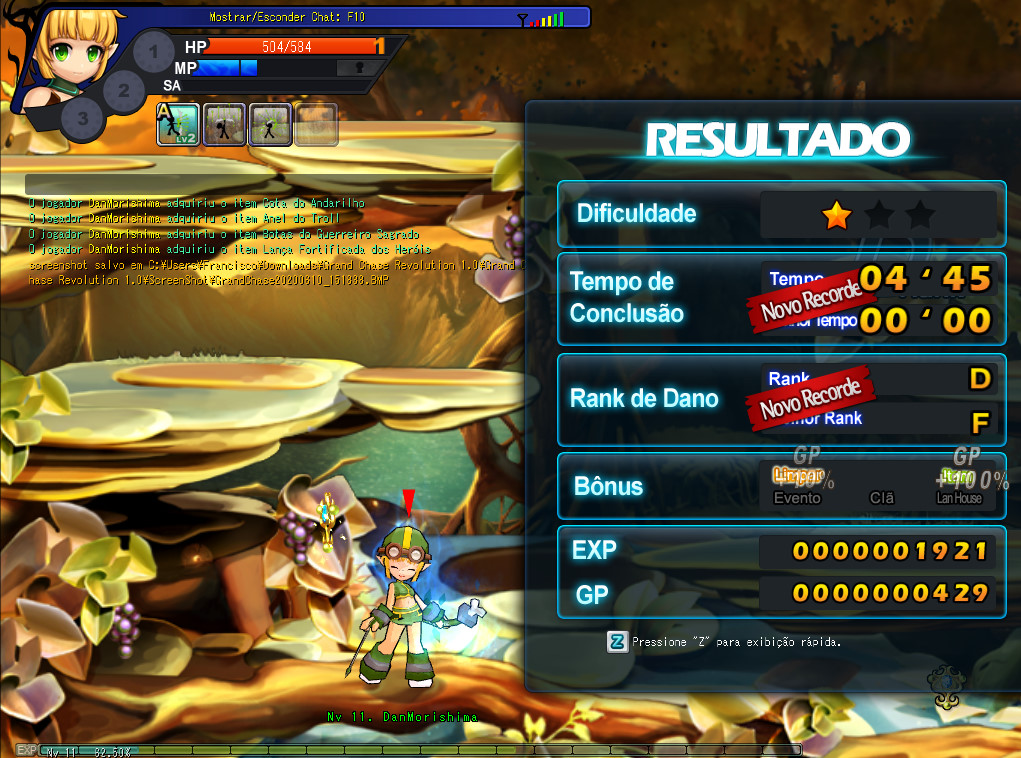 Mostrar/Esconder Chat: F10
HP 504/584 1
MP
SA
1
2
3
A Lv2
O jogador DanMorishima adquiriu o item Cota do Andarilho
O jogador DanMorishima adquiriu o item Anel do Troll
O jogador DanMorishima adquiriu o item Botas do Guerreiro Sagrado
O jogador DanMorishima adquiriu o item Lança Fortificada dos Heróis
screenshot salvo em C:¥Users¥Francisco¥Downloads¥Grand Chase Revolution 1.0¥Grand
hase Revolution 1.0¥ScreenShot
RESULTADO
Dificuldade
Tempo de Conclusão
Tempo 04 ‘ 45
Novo Recorde
Tempo 00 ‘ 00
Rank de Dano
Rank D
Novo Recorde
Rank F
Bônus
GP
Evento
Clã
GP
+100%
Lan House
EXP 0000001921
GP 0000000429
Z Pressione "Z" para exibição rápida.
Nv 11. DanMorishima
EXP Nv 11 82.50%